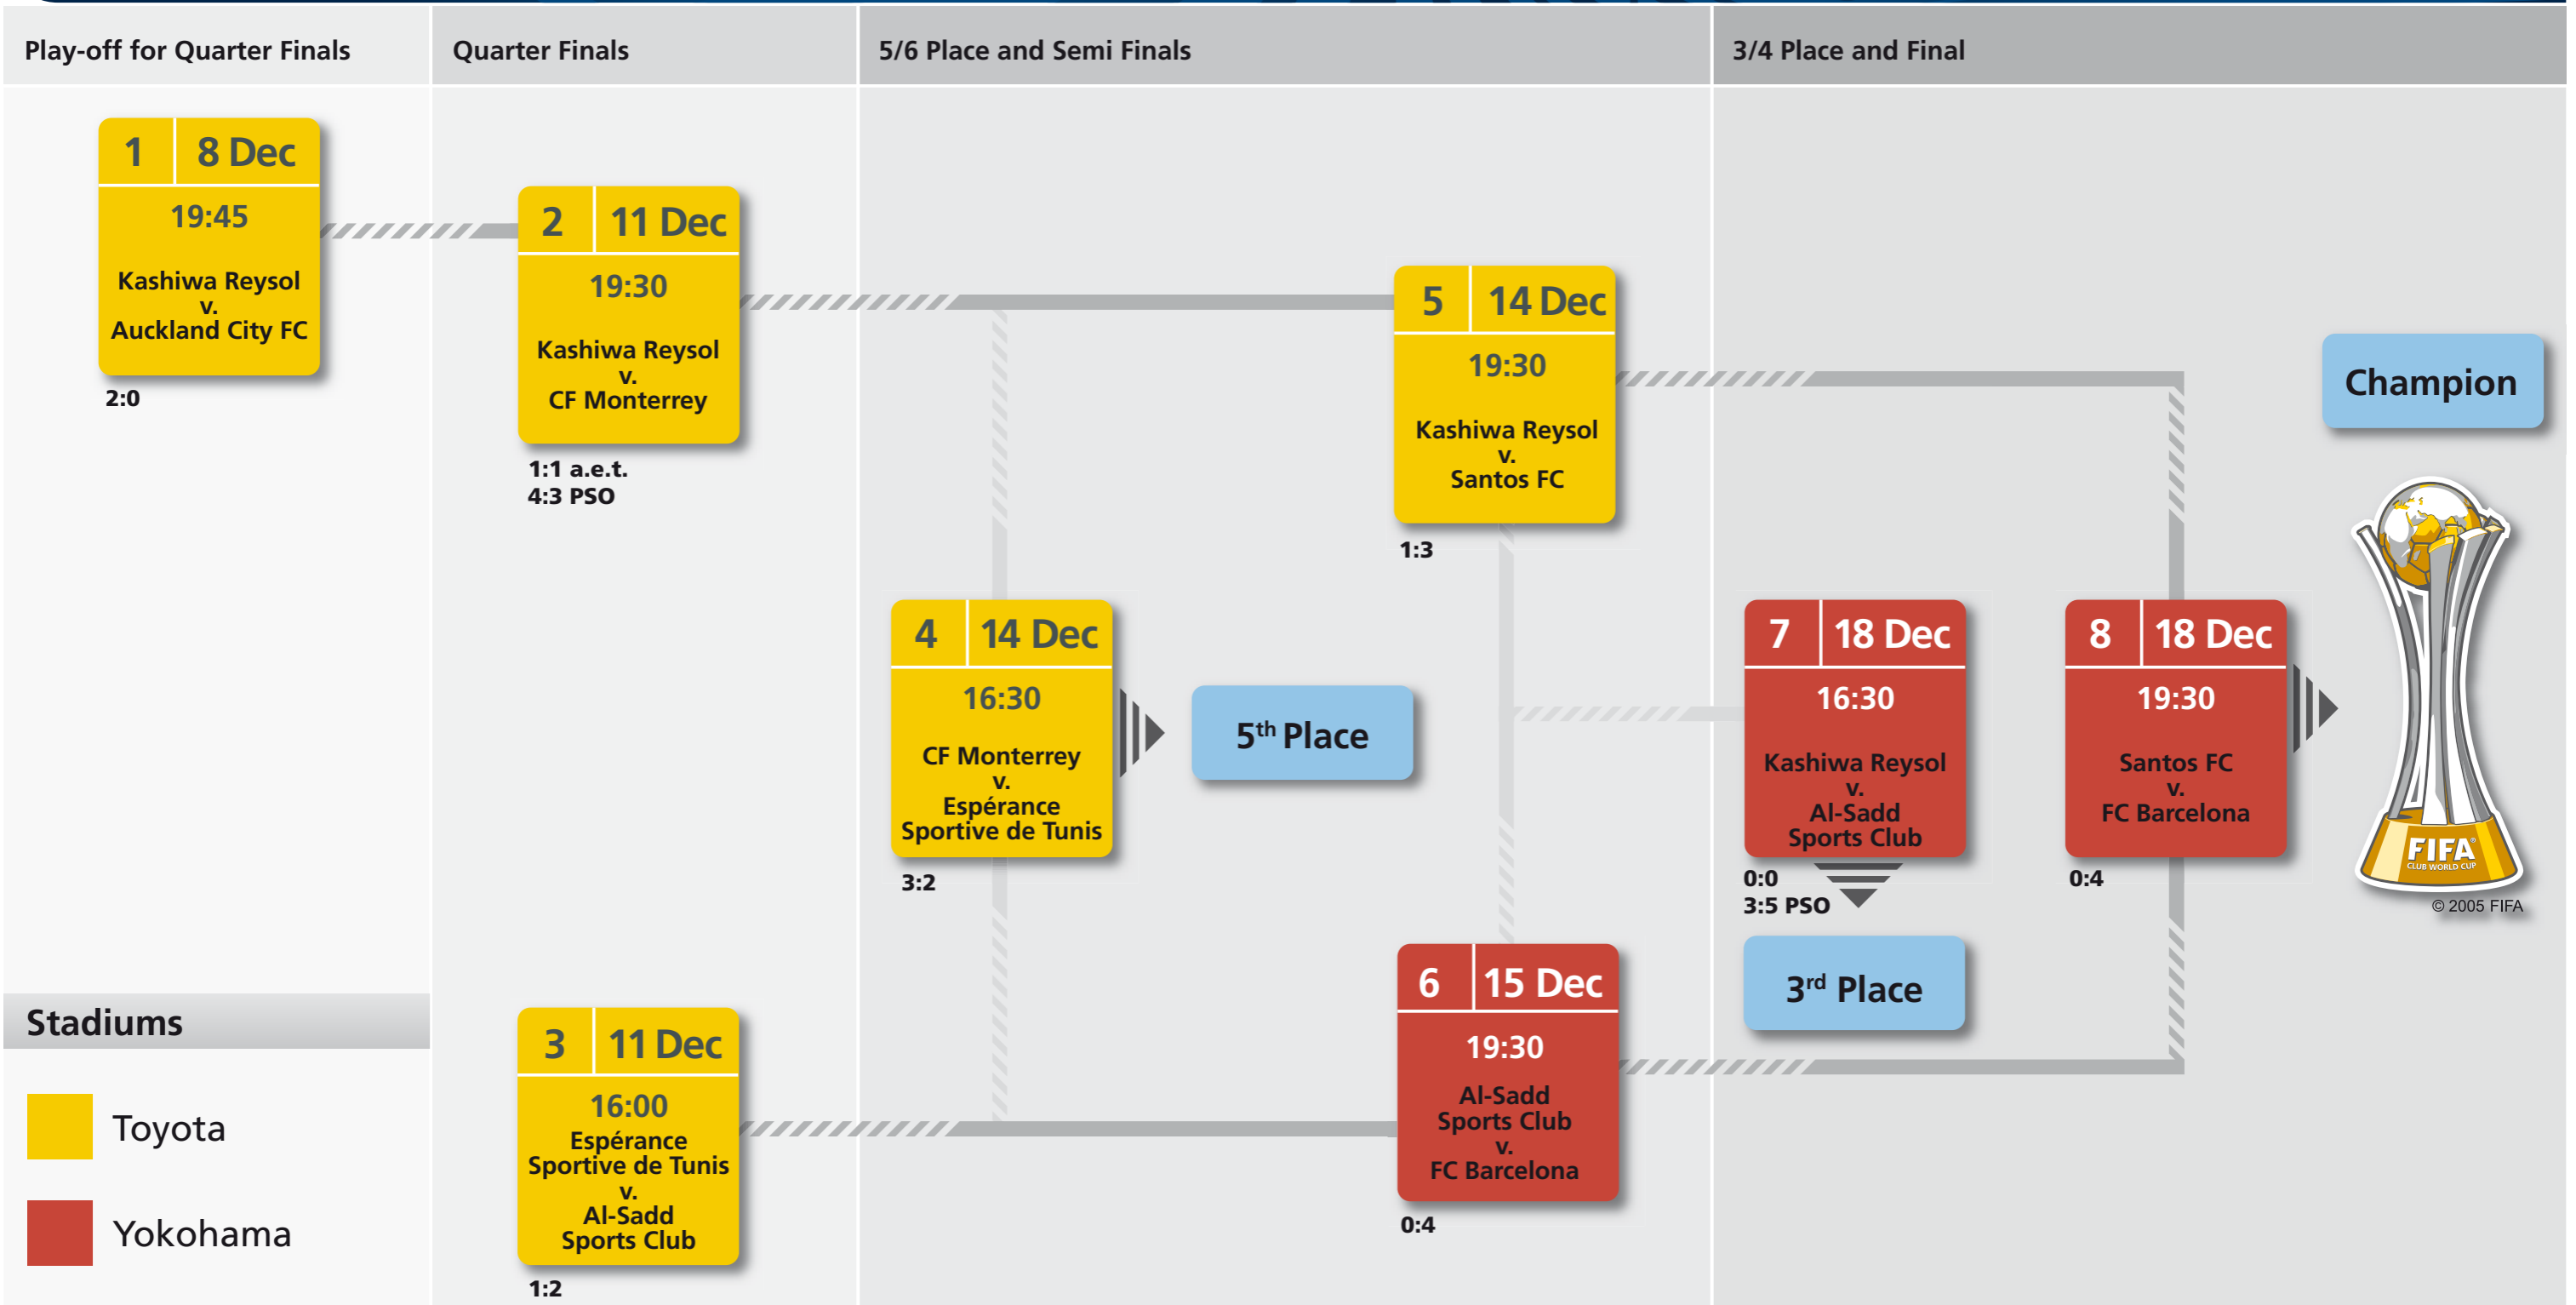 Play-off for Quarter Finals
Quarter Finals
5/6 Place and Semi Finals
3/4 Place and Final
1
8 Dec
19:45
Kashiwa Reysol
v.
Auckland City FC
2:0
2
11 Dec
19:30
Kashiwa Reysol
v.
CF Monterrey
1:1 a.e.t.
4:3 PSO
3
11 Dec
16:00
Espérance
Sportive de Tunis
v.
Al-Sadd
Sports Club
1:2
4
14 Dec
16:30
CF Monterrey
v.
Espérance
Sportive de Tunis
3:2
5th Place
5
14 Dec
19:30
Kashiwa Reysol
v.
Santos FC
1:3
6
15 Dec
19:30
Al-Sadd
Sports Club
v.
FC Barcelona
0:4
7
18 Dec
16:30
Kashiwa Reysol
v.
Al-Sadd
Sports Club
0:0
3:5 PSO
3rd Place
8
18 Dec
19:30
Santos FC
v.
FC Barcelona
0:4
Champion
FIFA®
CLUB WORLD CUP
© 2005 FIFA
Stadiums
Toyota
Yokohama